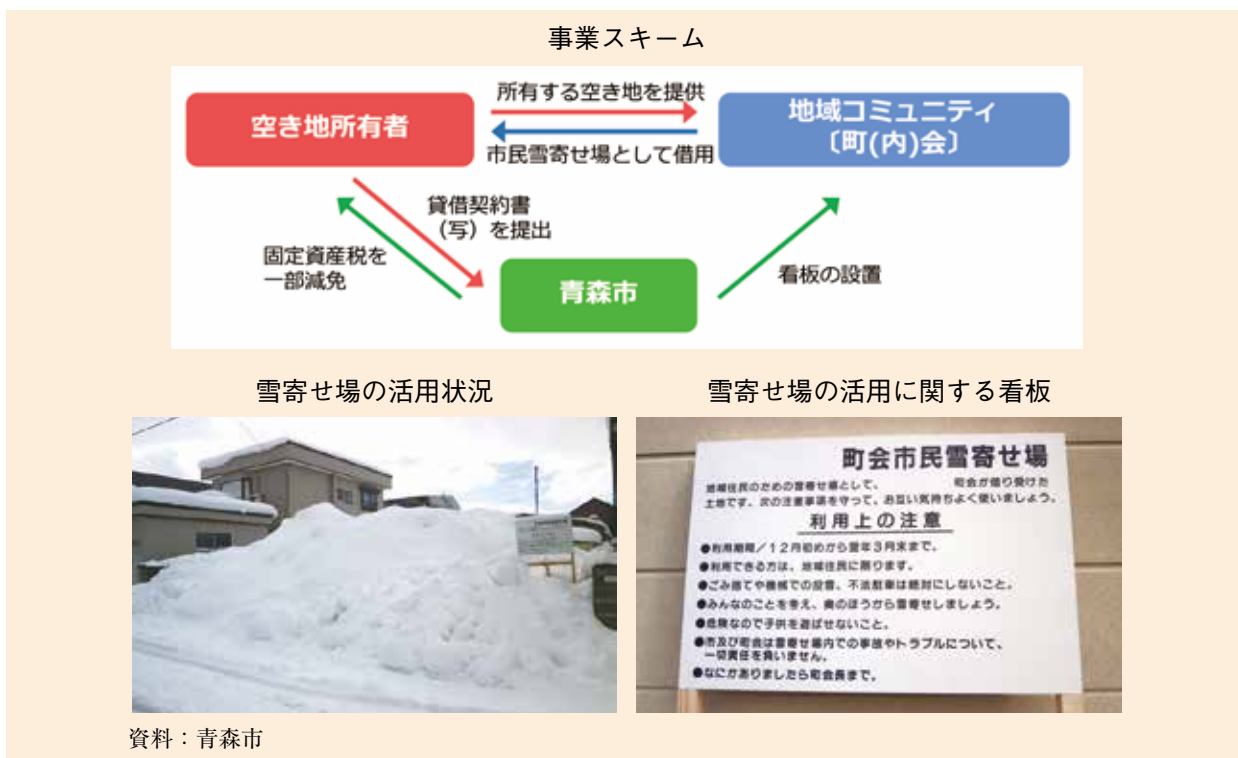 事業スキーム
所有する空き地を提供
空き地所有者
地域コミュニティ
〔町(内)会〕
市民雪寄せ場として借用
貸借契約書
（写）を提出
固定資産税を
一部減免
青森市
看板の設置
雪寄せ場の活用状況
雪寄せ場の活用に関する看板
町会市民雪寄せ場
地域住民のための雪寄せ場として、　　　町会が借り受けた
土地です。次の注意事項を守って、お互い気持ちよく使いましょう。
利用上の注意
●利用期間／12月初めから翌年3月末まで。
●利用できる方は、地域住民に限ります。
●ごみ捨てや機械での投雪、不法駐車は絶対にしないこと。
●みんなのことを考え、奥のほうから雪寄せしましょう。
●危険なので子供を遊ばせないこと。
●市及び町会は雪寄せ場内での事故やトラブルについて、
一切責任を負いません。
●なにかありましたら町会長まで。
資料：青森市